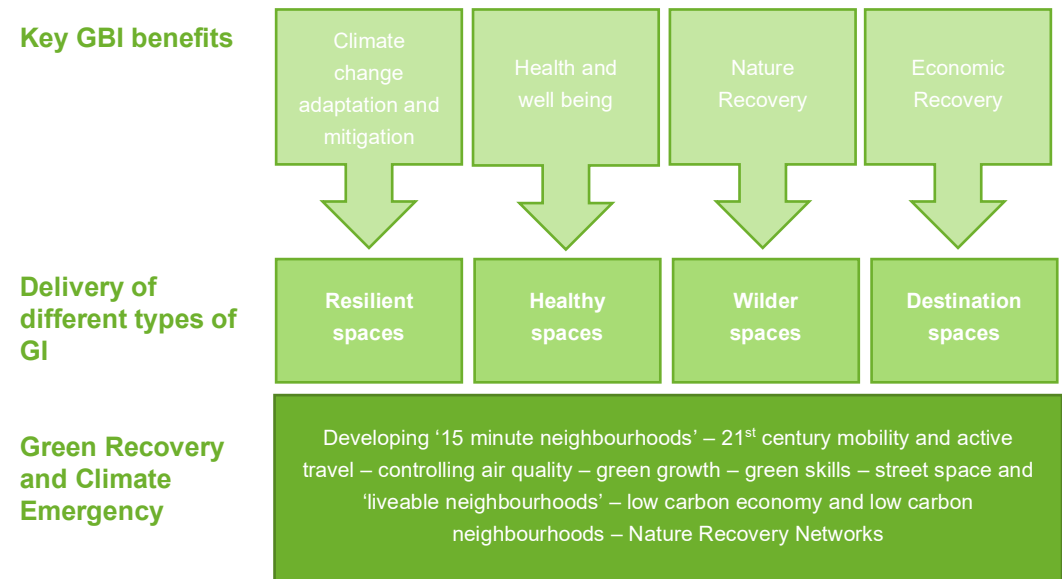 Key GBI benefits
Climate
change
adaptation and
mitigation
Health and
well being
Nature
Recovery
Economic
Recovery
Delivery of
different types of
GI
Resilient
spaces
Healthy
spaces
Wilder
spaces
Destination
spaces
Green Recovery
and Climate
Emergency
Developing ‘15 minute neighbourhoods’ – 21st century mobility and active
travel – controlling air quality – green growth – green skills – street space and
‘liveable neighbourhoods’ – low carbon economy and low carbon
neighbourhoods – Nature Recovery Networks